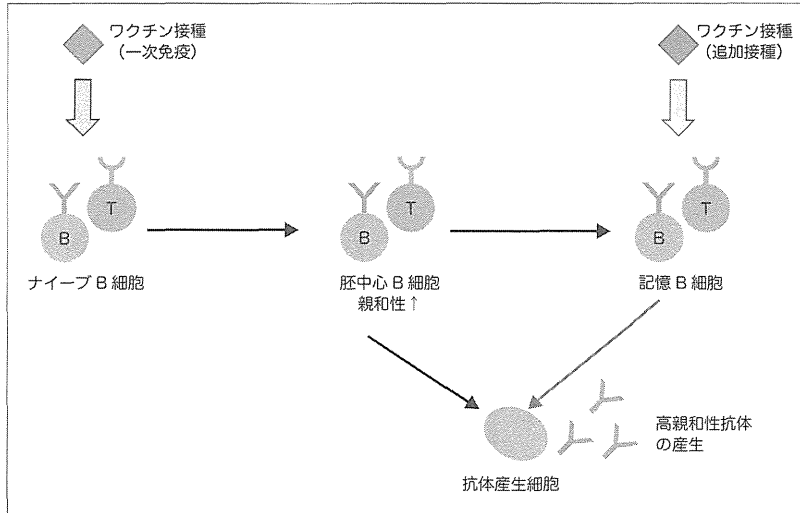 ワクチン接種
（一次免疫）
ワクチン接種
（追加接種）
T
B
ナイーブ B 細胞
T
B
胚中心 B 細胞
親和性↑
T
B
記憶 B 細胞
高親和性抗体
の産生
抗体産生細胞